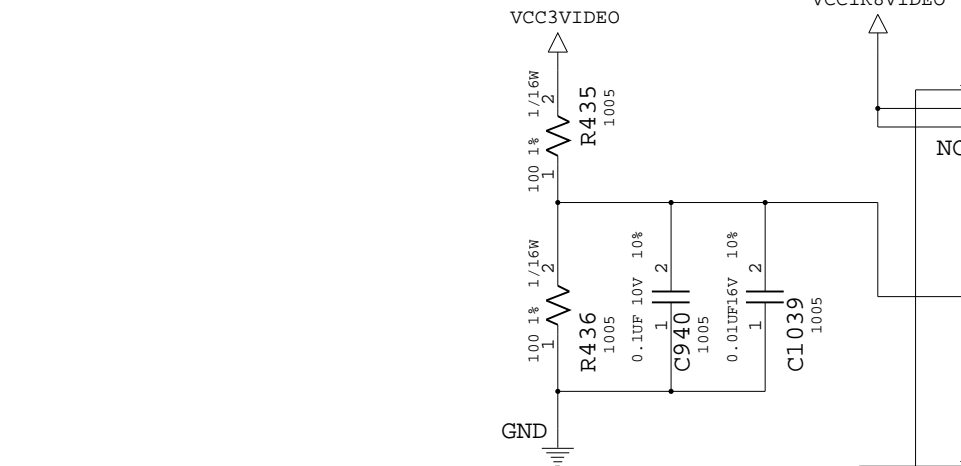 VCC3VIDEO
VCC1R8VIDEO
1/16W
2
R435
1005
100 1%
1
NC
1/16W
2
100 1%
1
R436
1005
10%
2
0.1UF 10V
1
C940
1005
10%
2
0.01UF16V
1
C1039
1005
GND